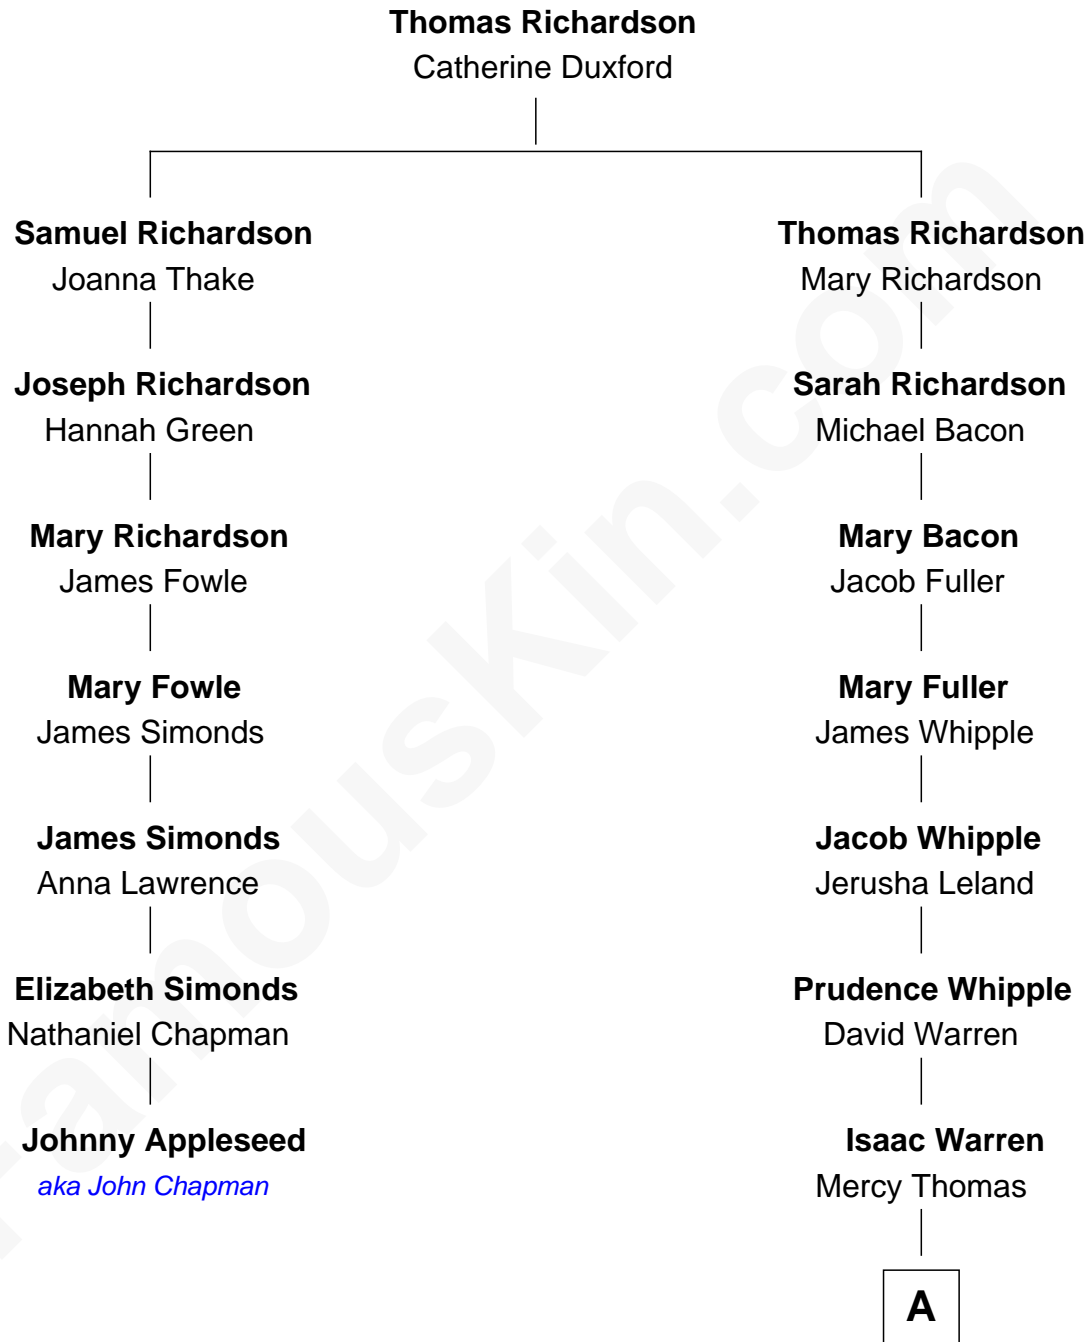 Thomas Richardson
Catherine Duxford
Samuel Richardson
Joanna Thake
Joseph Richardson
Hannah Green
Mary Richardson
James Fowle
Mary Fowle
James Simonds
James Simonds
Anna Lawrence
Elizabeth Simonds
Nathaniel Chapman
Johnny Appleseed
aka John Chapman
Thomas Richardson
Mary Richardson
Sarah Richardson
Michael Bacon
Mary Bacon
Jacob Fuller
Mary Fuller
James Whipple
Jacob Whipple
Jerusha Leland
Prudence Whipple
David Warren
Isaac Warren
Mercy Thomas
A
FamousKin.com